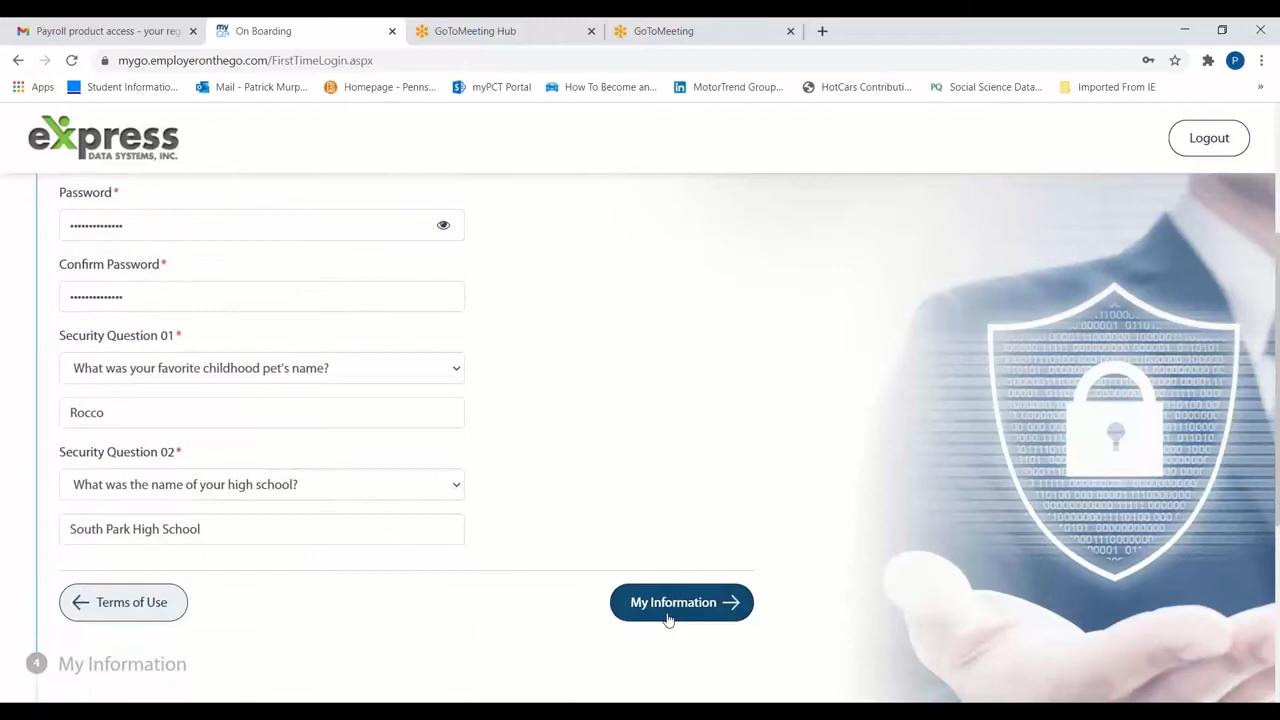 Payroll product access - your reg
On Boarding
GoToMeeting Hub
GoToMeeting
mygo.employeronthego.com/FirstTimeLogin.aspx
P
Apps
Student Informatio...
Mail - Patrick Murp...
Homepage - Penns...
myPCT Portal
How To Become an...
MotorTrend Group...
HotCars Contributi...
PQ
Social Science Data...
Imported From IE
»
express
DATA SYSTEMS, INC.
Logout
Password*
••••••••••••••
Confirm Password*
••••••••••••••
Security Question 01*
What was your favorite childhood pet's name?
Rocco
Security Question 02*
What was the name of your high school?
South Park High School
Terms of Use
My Information
4 My Information